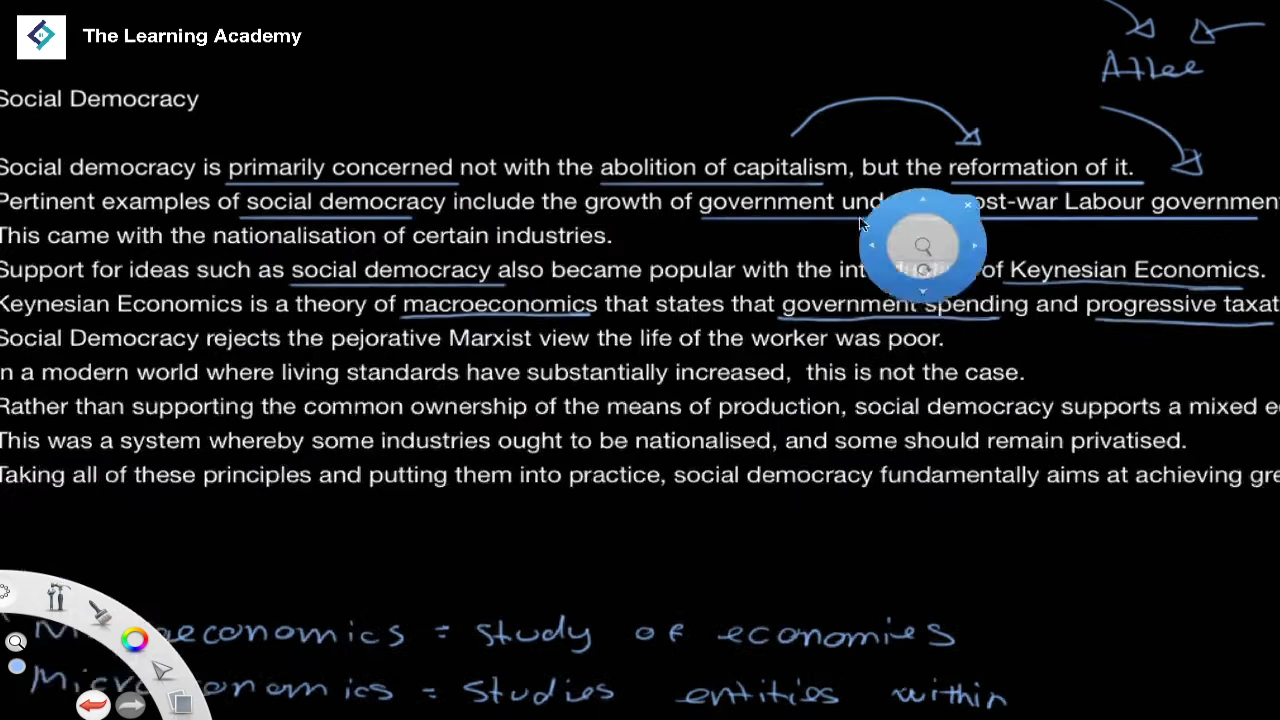 The Learning Academy
Atlee
Social Democracy
Social democracy is primarily concerned not with the abolition of capitalism, but the reformation of it.
Pertinent examples of social democracy include the growth of government und ost-war Labour governmen
This came with the nationalisation of certain industries.
Support for ideas such as social democracy also became popular with the int of Keynesian Economics.
Keynesian Economics is a theory of macroeconomics that states that government spending and progressive taxat
Social Democracy rejects the pejorative Marxist view the life of the worker was poor.
n a modern world where living standards have substantially increased, this is not the case.
Rather than supporting the common ownership of the means of production, social democracy supports a mixed e
This was a system whereby some industries ought to be nationalised, and some should remain privatised.
Taking all of these principles and putting them into practice, social democracy fundamentally aims at achieving gre
economics = study of economies
Micro onomics = studies entities within